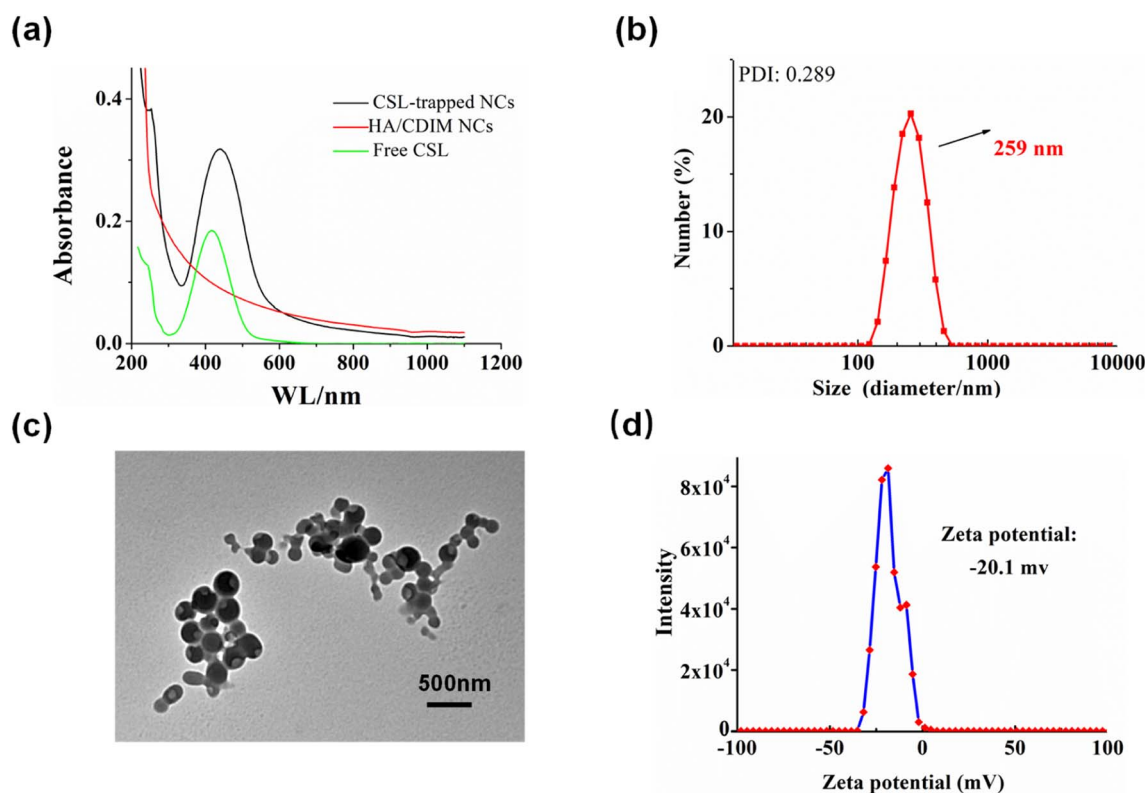 (a)
0.4
0.2
0.0
Absorbance
CSL-trapped NCs
HA/CDIM NCs
Free CSL
200 400 600 800 1000 1200
WL/nm
(b)
PDI: 0.289
20
10
0
Number (%)
259 nm
100 1000 10000
Size (diameter/nm)
(c)
500nm
(d)
8x10⁴
6x10⁴
4x10⁴
2x10⁴
0
Intensity
Zeta potential:
-20.1 mv
-100 -50 0 50 100
Zeta potential (mV)